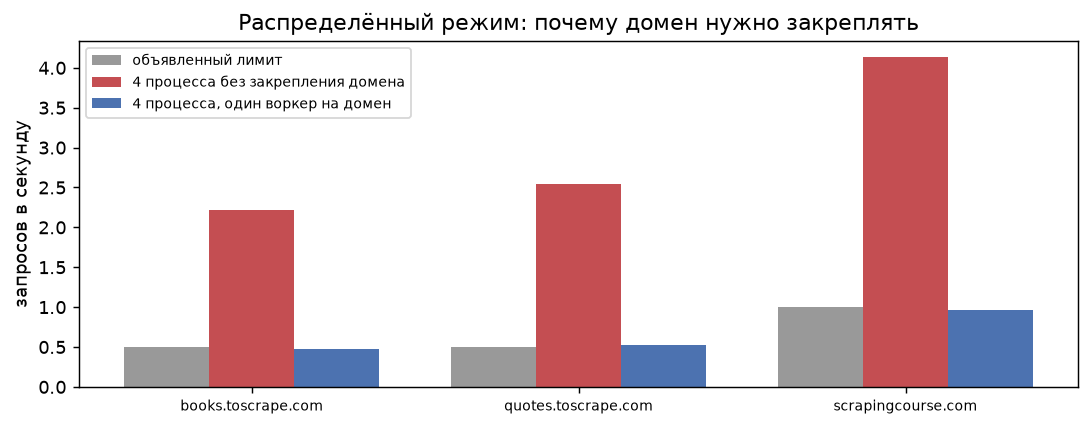 Распределённый режим: почему домен нужно закреплять
объявленный лимит
4 процесса без закрепления домена
4 процесса, один воркер на домен
запросов в секунду
4.0
3.5
3.0
2.5
2.0
1.5
1.0
0.5
0.0
books.toscrape.com
quotes.toscrape.com
scrapingcourse.com